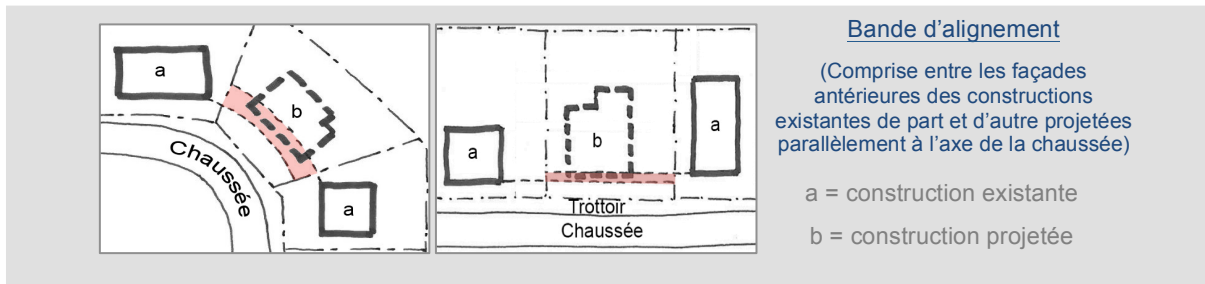 a
b
a
Chaussée
a
b
a
Trottoir
Chaussée
Bande d’alignement
(Comprise entre les façades
antérieures des constructions
existantes de part et d’autre projetées
parallèlement à l’axe de la chaussée)
a = construction existante
b = construction projetée